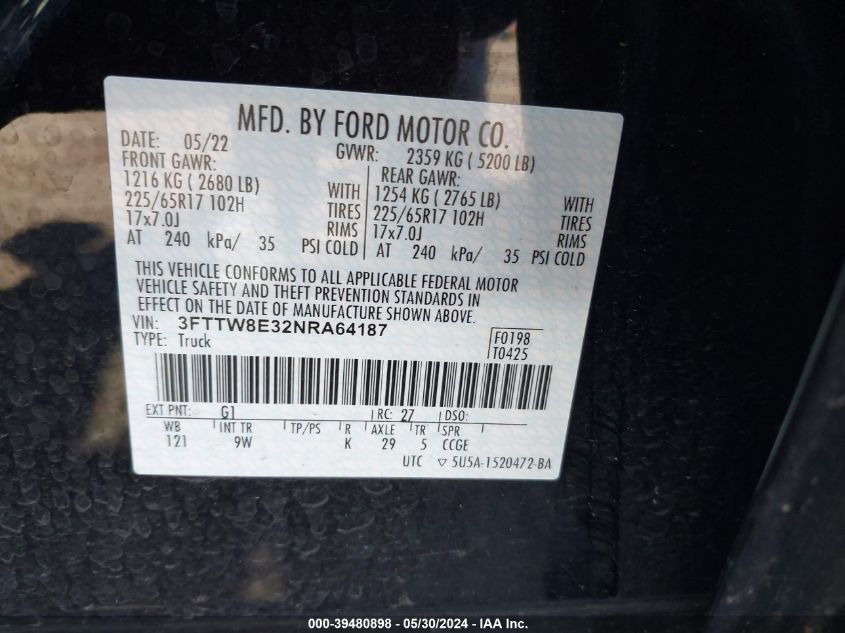 MFD. BY FORD MOTOR CO.
DATE: 05/22 GVWR: 2359 KG ( 5200 LB)
FRONT GAWR: REAR GAWR:
1216 KG ( 2680 LB) WITH 1254 KG ( 2765 LB) WITH
225/65R17 102H TIRES 225/65R17 102H TIRES
17x7.0J RIMS 17x7.0J RIMS
AT 240 kPa/ 35 PSI COLD AT 240 kPa/ 35 PSI COLD
THIS VEHICLE CONFORMS TO ALL APPLICABLE FEDERAL MOTOR
VEHICLE SAFETY AND THEFT PREVENTION STANDARDS IN
EFFECT ON THE DATE OF MANUFACTURE SHOWN ABOVE.
VIN: 3FTTW8E32NRA64187 F0198
TYPE: Truck T0425
EXT PNT: G1 RC: 27 DSO:
WB INT TR TP/PS R AXLE TR SPR
121 9W K 29 5 CCGE
UTC ▽ 5U5A-1520472-BA
000-39480898 - 05/30/2024 - IAA Inc.